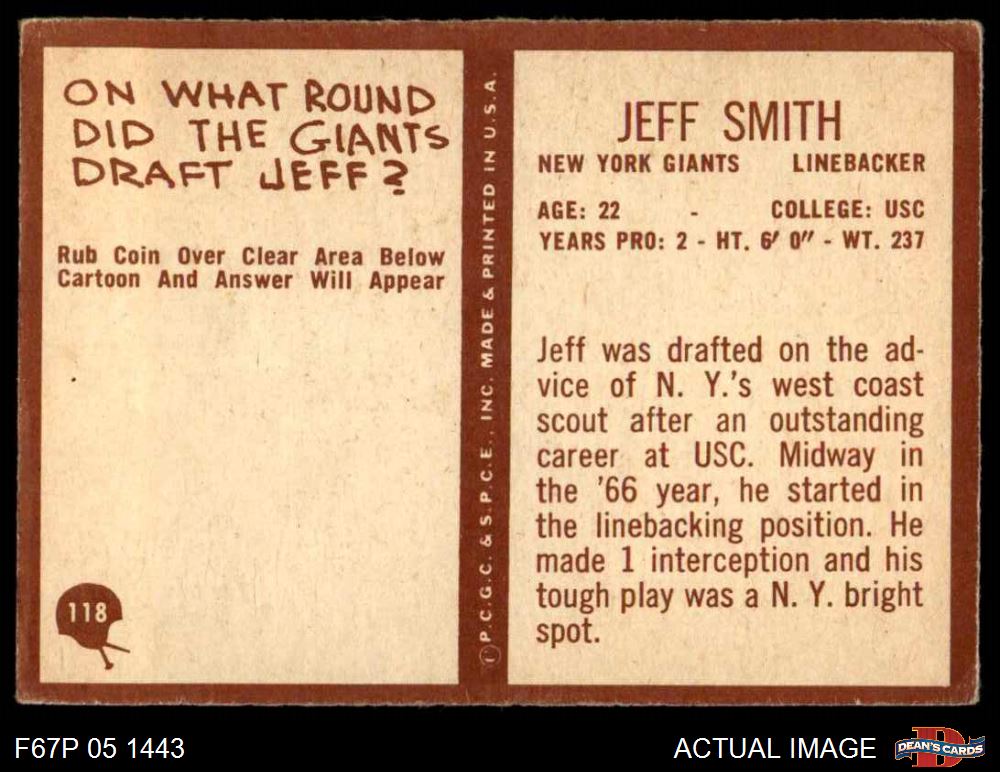 ON WHAT ROUND
DID THE GIANTS
DRAFT JEFF?
Rub Coin Over Clear Area Below
Cartoon And Answer Will Appear
118
© P.C.G.C. & S.P.C.E., INC. MADE & PRINTED IN U.S.A.
JEFF SMITH
NEW YORK GIANTS LINEBACKER
AGE: 22 - COLLEGE: USC
YEARS PRO: 2 - HT. 6' 0" - WT. 237
Jeff was drafted on the ad-
vice of N. Y.'s west coast
scout after an outstanding
career at USC. Midway in
the '66 year, he started in
the linebacking position. He
made 1 interception and his
tough play was a N. Y. bright
spot.
F67P 05 1443
ACTUAL IMAGE
D
DEAN'S CARDS